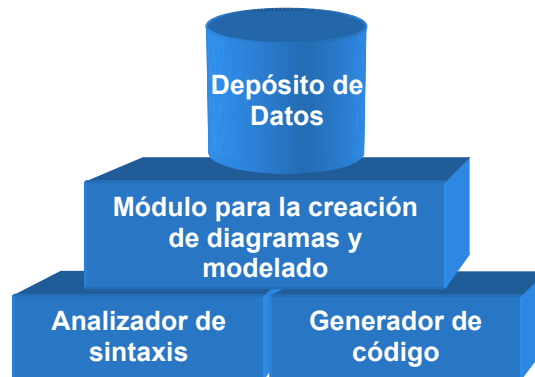 Depósito de
Datos
Módulo para la creación
de diagramas y
modelado
Analizador de
sintaxis
Generador de
código